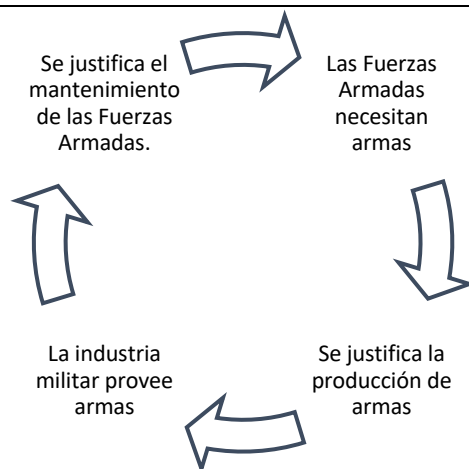 Se justifica el
mantenimiento
de las Fuerzas
Armadas.
Las Fuerzas
Armadas
necesitan
armas
Se justifica la
producción de
armas
La industria
militar provee
armas